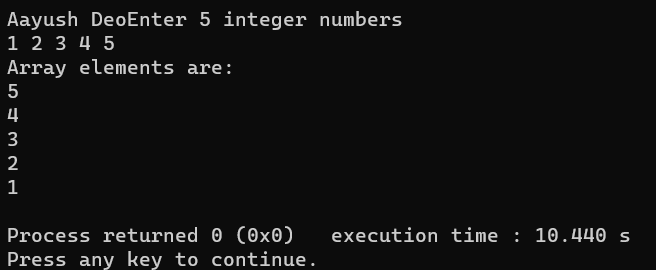 Aayush DeoEnter 5 integer numbers
1 2 3 4 5
Array elements are:
5
4
3
2
1
Process returned 0 (0x0)   execution time : 10.440 s
Press any key to continue.